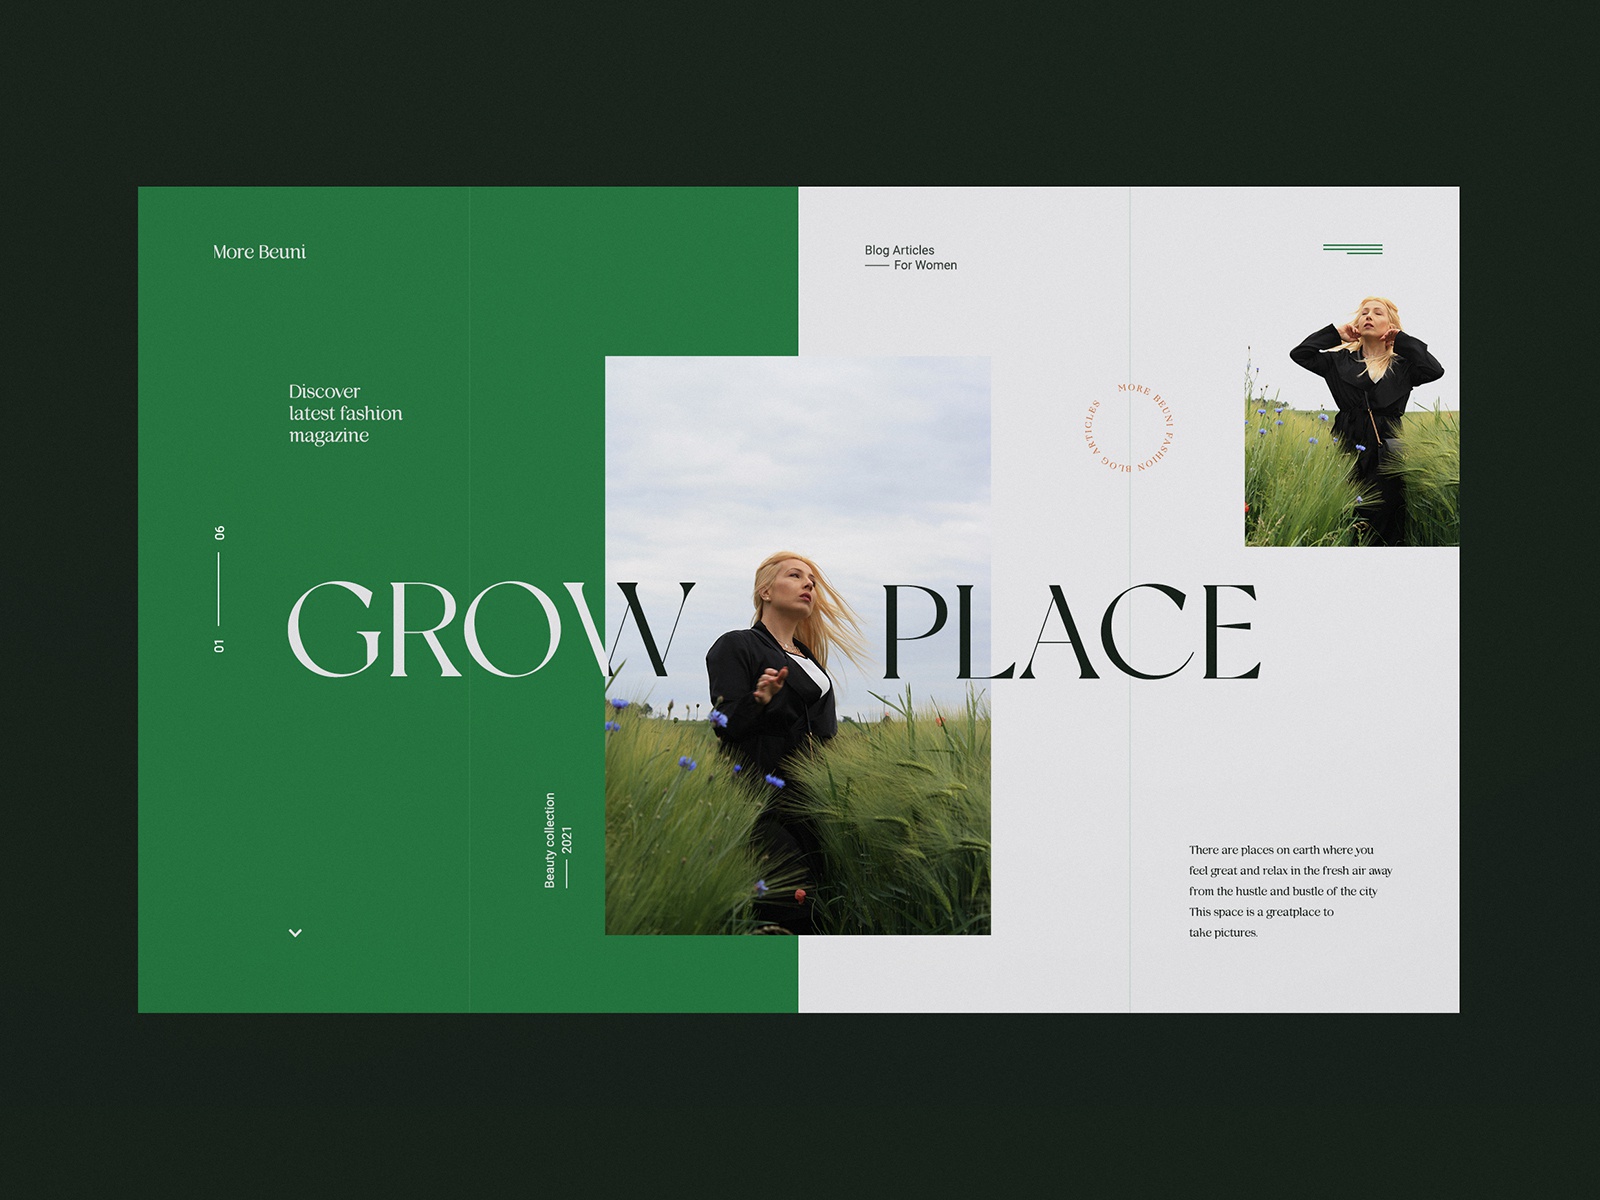 More Beuni
Blog Articles
For Women
Discover
latest fashion
magazine
MORE BEUNI FASHION BLOG ARTICLES
06
01
GROW PLACE
Beauty collection
2021
There are places on earth where you
feel great and relax in the fresh air away
from the hustle and bustle of the city
This space is a greatplace to
take pictures.